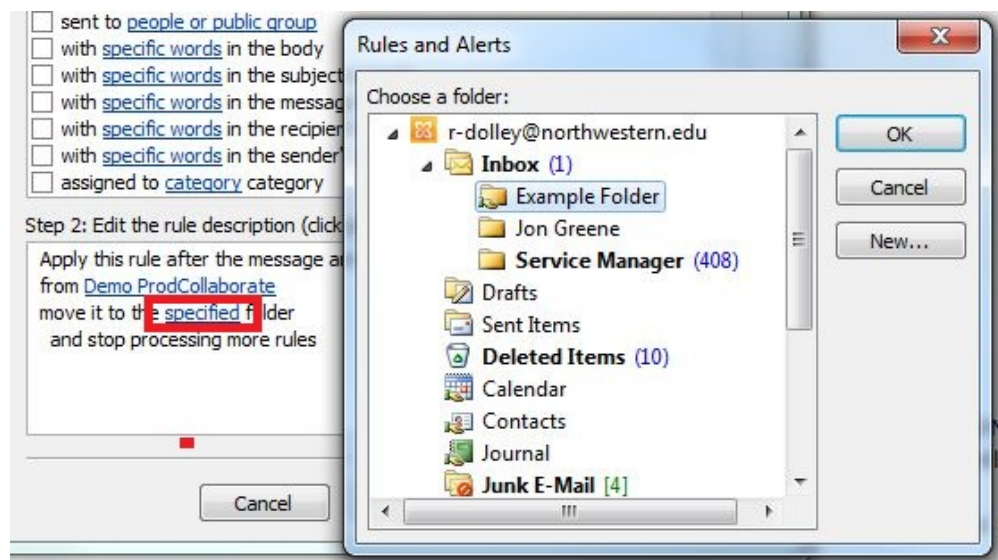 sent to people or public group
with specific words in the body
with specific words in the subject
with specific words in the
with specific words in the
with specific words in the
assigned to category category
Step 2: Edit the rule description (click
Apply this rule after the message
from Demo ProdCollaborate
move it to the specified folder
and stop processing more rules
Cancel
Rules and Alerts
Choose a folder:
r-dolley@northwestern.edu
Inbox (1)
Example Folder
Jon Greene
Service Manager (408)
Drafts
Sent Items
Deleted Items (10)
Calendar
Contacts
Journal
Junk E-Mail [4]
OK
Cancel
New...